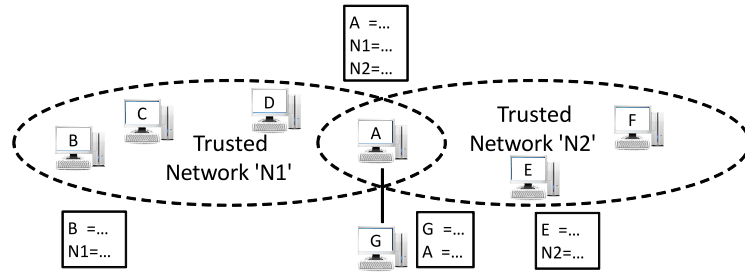 A =...
N1=...
N2=...
D
C
B
Trusted
Network 'N1'
A
Trusted
Network 'N2'
F
E
B =...
N1=...
G
G =...
A =...
E =...
N2=...